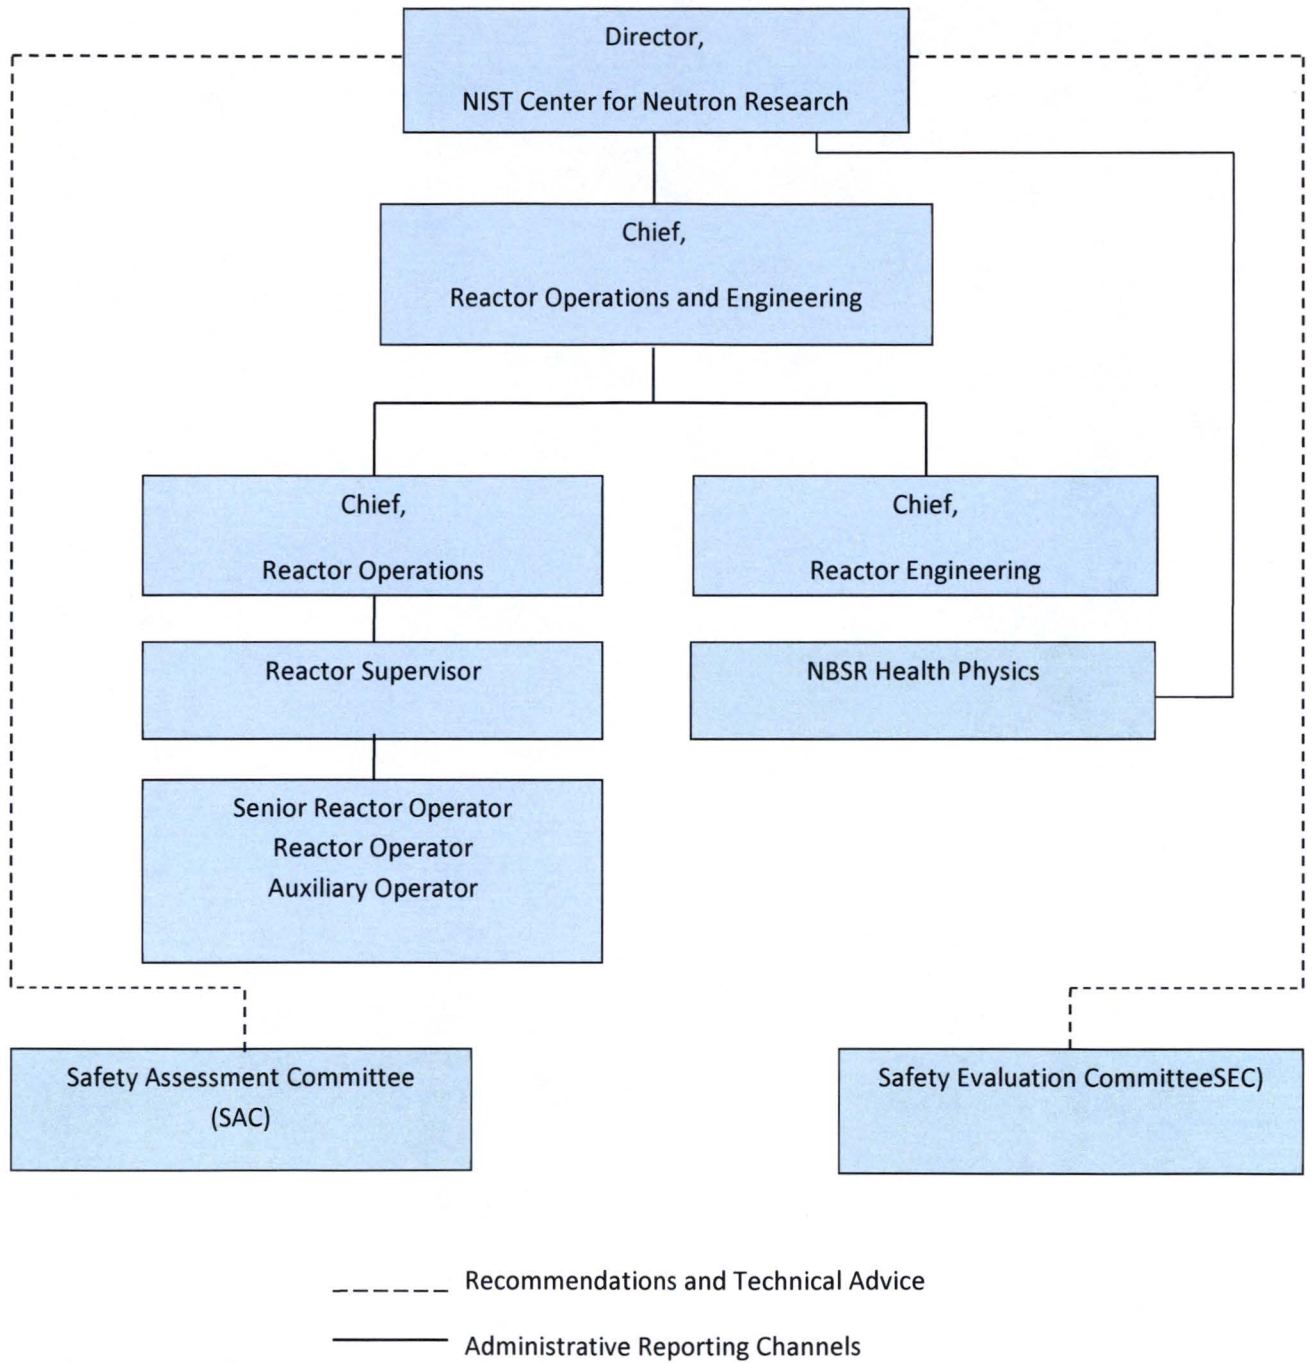 Director,
NIST Center for Neutron Research
Chief,
Reactor Operations and Engineering
Chief,
Reactor Operations
Chief,
Reactor Engineering
Reactor Supervisor
NBSR Health Physics
Senior Reactor Operator
Reactor Operator
Auxiliary Operator
Safety Assessment Committee
(SAC)
Safety Evaluation CommitteeSEC)
Recommendations and Technical Advice
Administrative Reporting Channels